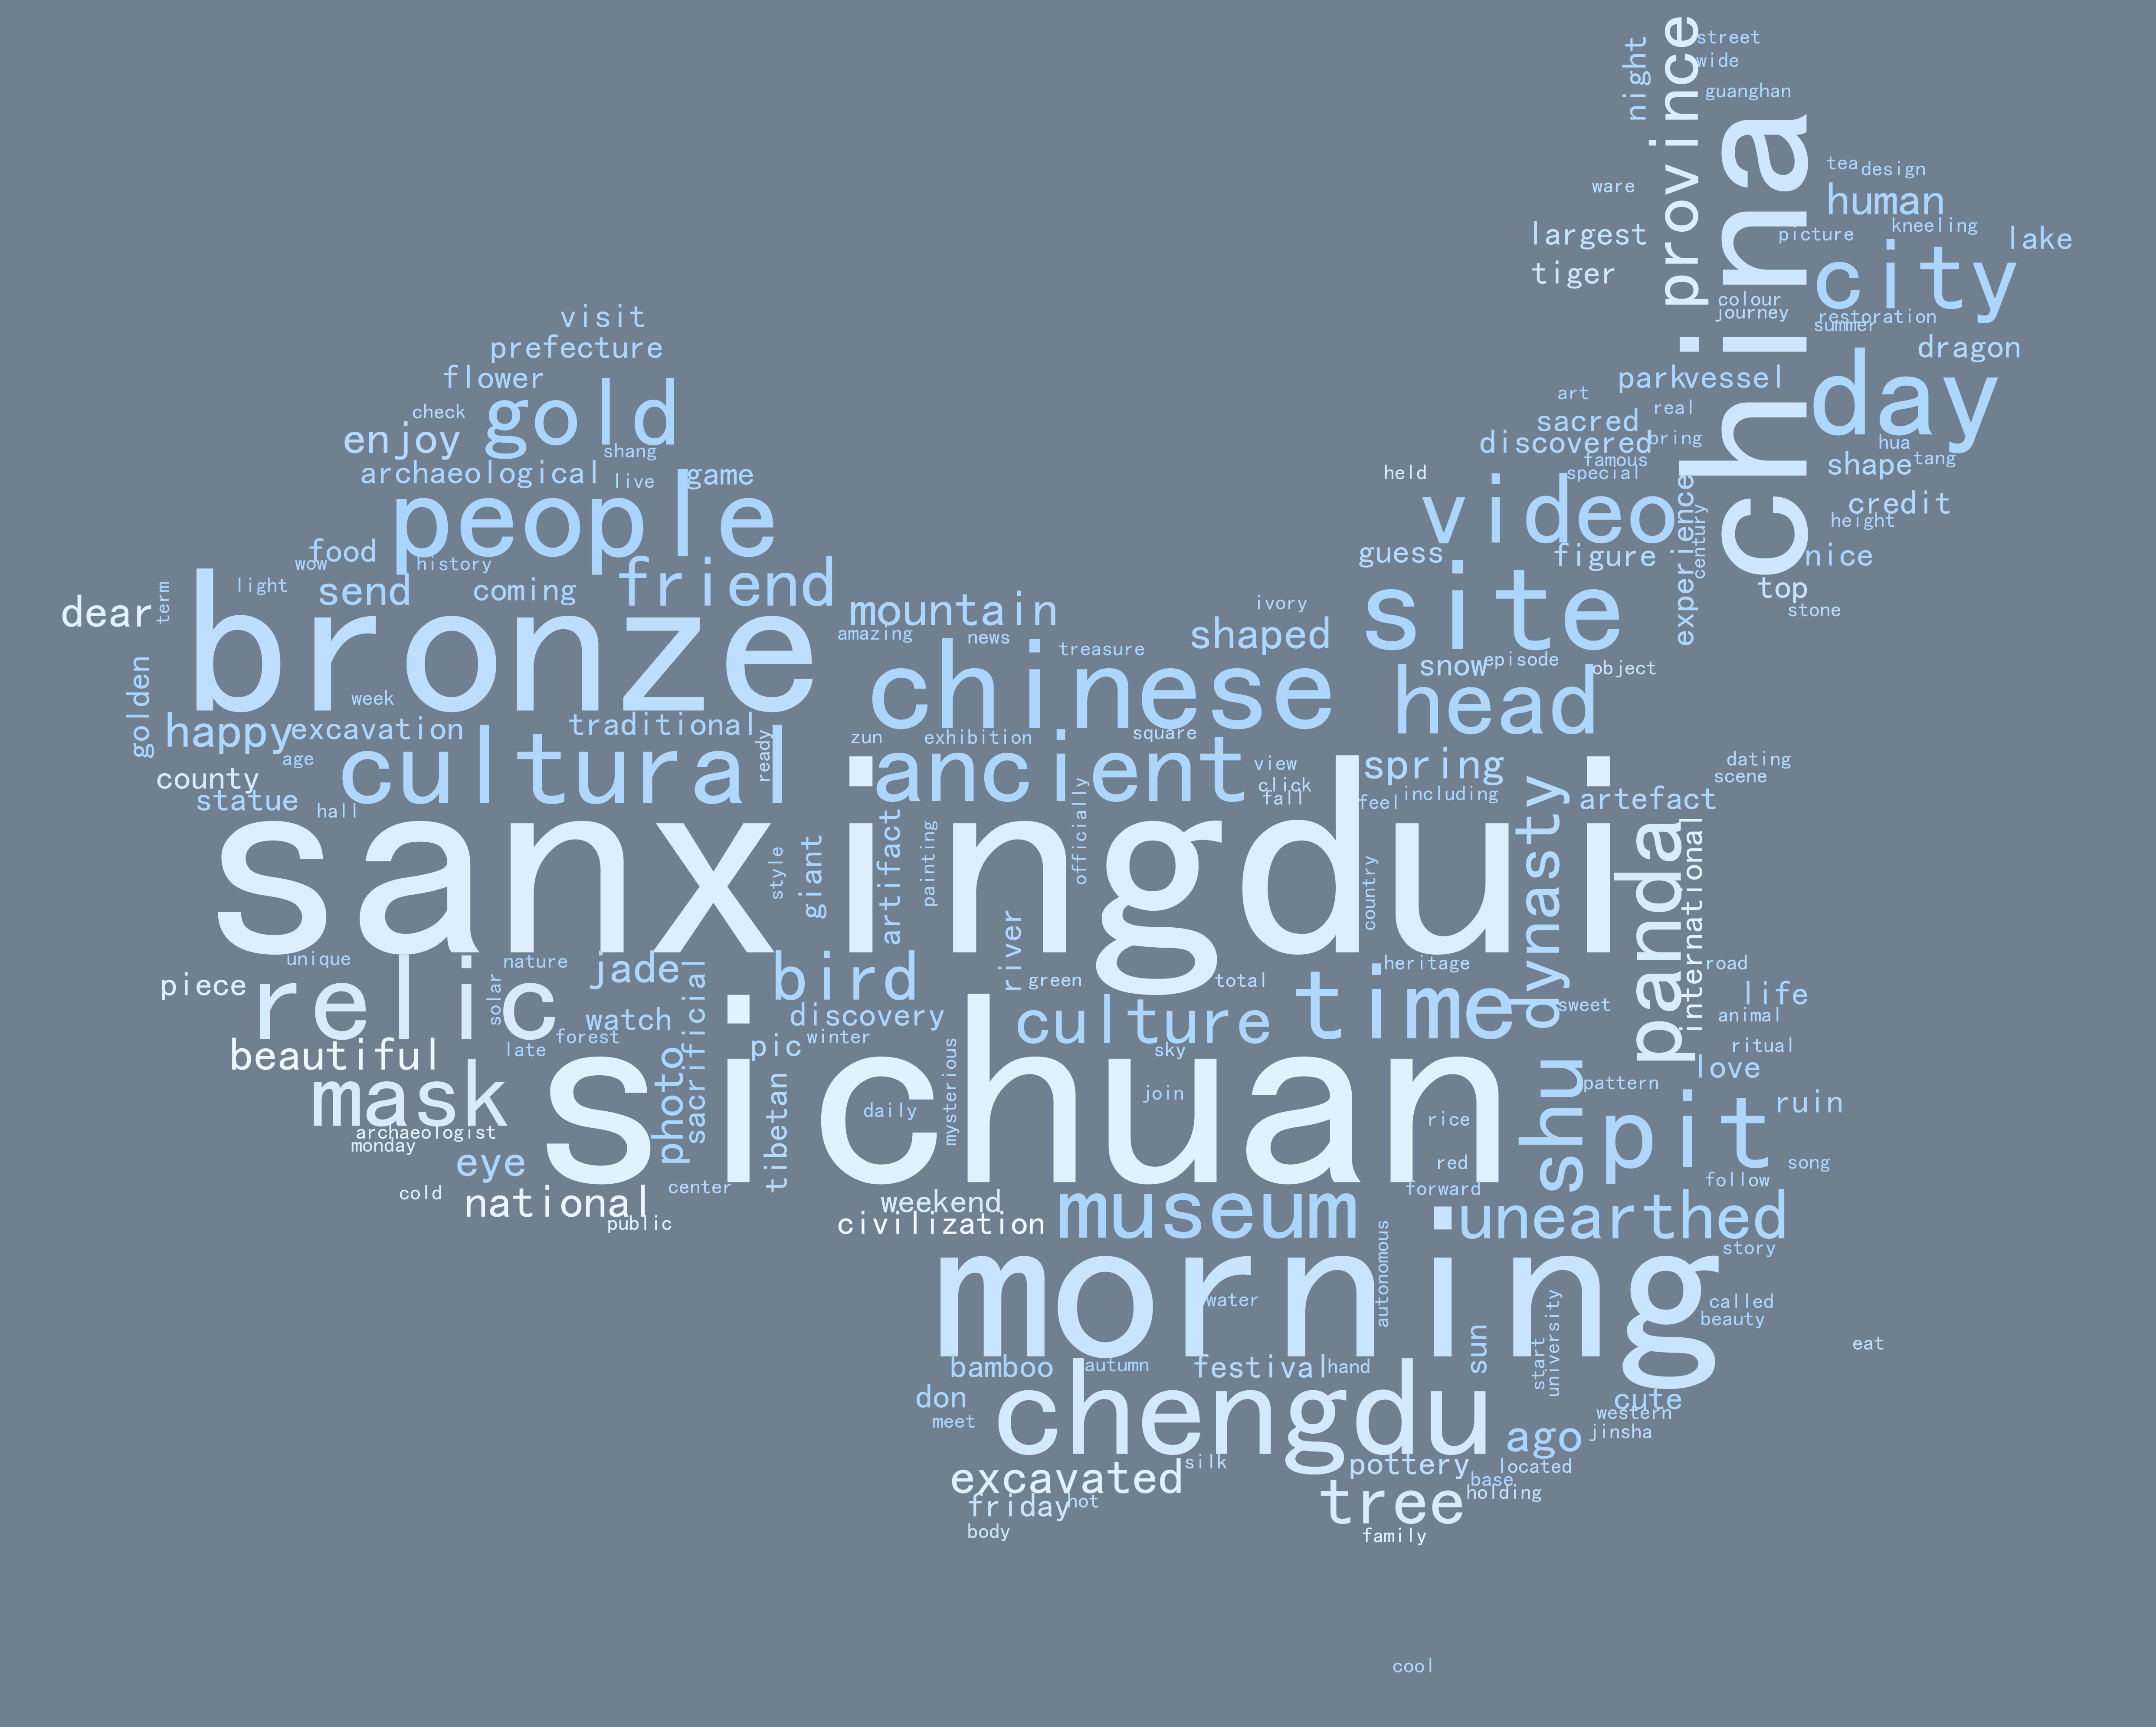 street
wide
night
province
guanghan
china
tea
design
ware
human
kneeling
largest
picture
lake
tiger
city
colour
journey
restoration
summer
visit
prefecture
dragon
flower
park
vessel
day
check
gold
art
real
enjoy
sacred
shang
discovered
bring
hua
archaeological
live
game
held
famous
special
shape
tang
people
video
experience
century
credit
height
food
wow
history
guess
figure
nice
light
send
coming
friend
top
dear
term
bronze
mountain
ivory
site
stone
amazing
news
treasure
shaped
golden
week
chinese
snow
episode
object
head
happy
excavation
traditional
zun
exhibition
square
age
cultural
ready
ancient
view
spring
dating
county
click
scene
statue
hall
fall
feel
including
dynasty
artefact
sanxingdui
style
giant
artifact
painting
officially
country
panda
international
unique
nature
jade
bird
river
heritage
road
piece
relic
solar
sacrificial
green
total
time
sweet
life
watch
discovery
culture
animal
beautiful
late
forest
pic
winter
sky
ritual
mask
sichuan
photo
tibetan
mysterious
join
shu
pattern
love
daily
pit
ruin
archaeologist
monday
rice
eye
red
song
cold
center
forward
follow
national
public
weekend
civilization
museum
unearthed
autonomous
story
morning
water
university
called
beauty
bamboo
autumn
festival
hand
sun
start
eat
don
chengdu
cute
meet
western
ago
jinsha
excavated
silk
pottery
located
base
friday
hot
tree
holding
body
family
cool